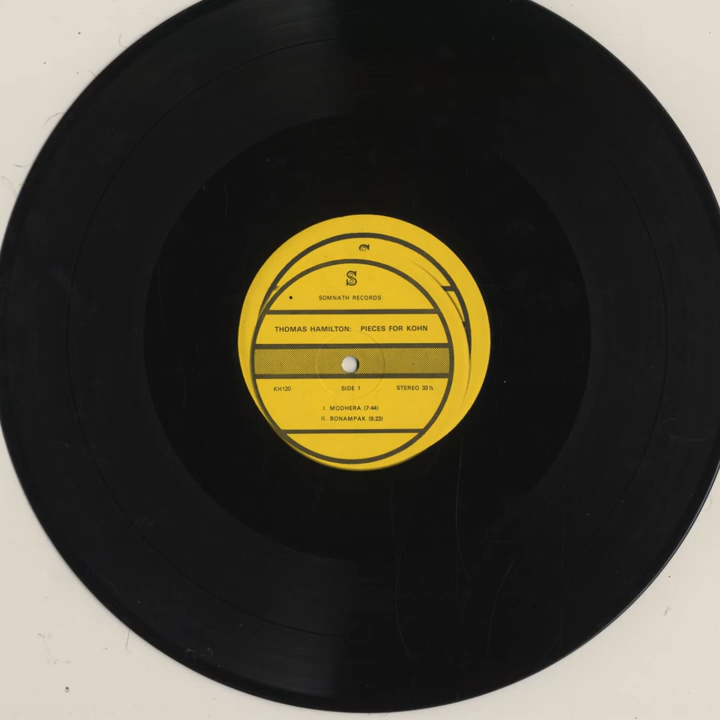 S
S
SOMNATH RECORDS
THOMAS HAMILTON: PIECES FOR KOHN
KH120 SIDE 1 STEREO 33⅓
I. MODHERA (7:44)
II. BONAMPAK (9:23)